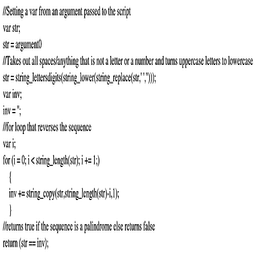 //Setting a var from an argument passed to the script
var str;
str = argument0
//Takes out all spaces/anything that is not a letter or a number and turns uppercase letters to lowercase
str = string_lettersdigits(string_lower(string_replace(str,' ','')));
var inv;
inv = '';
//for loop that reverses the sequence
var i;
for (i = 0; i < string_length(str); i += 1;)
{
inv += string_copy(str,string_length(str)-i,1);
}
//returns true if the sequence is a palindrome else returns false
return (str == inv);